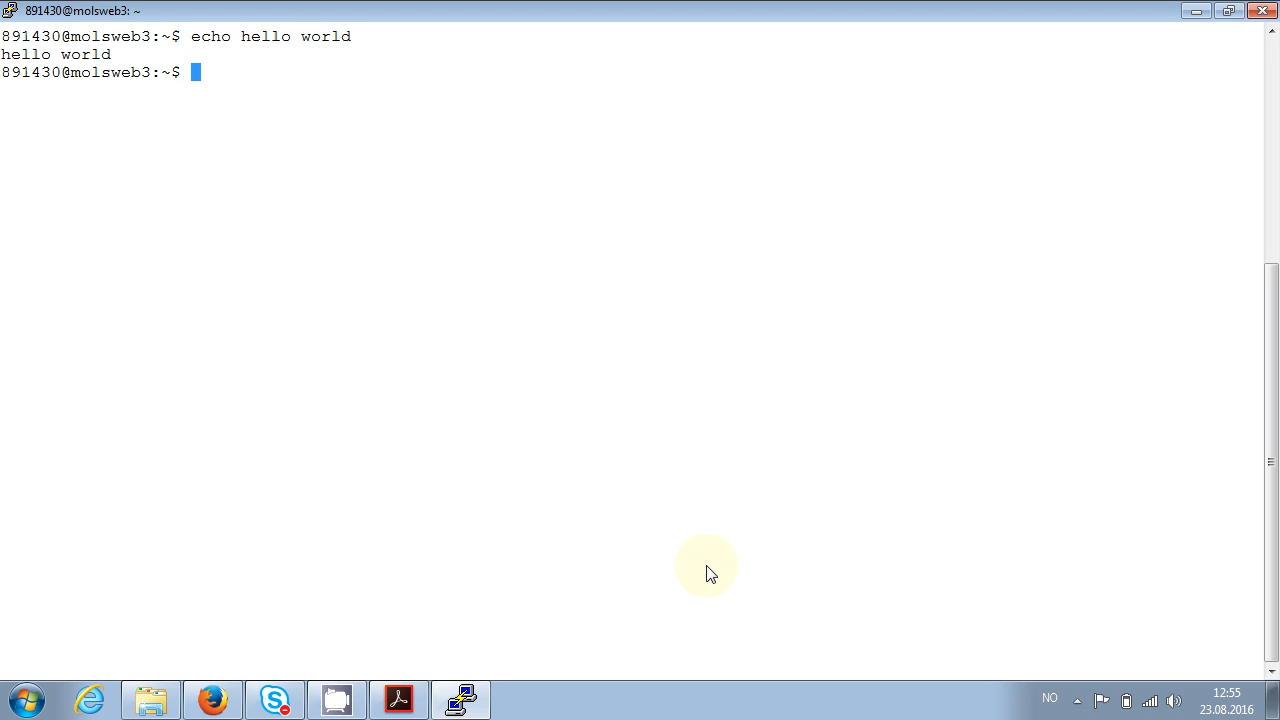 891430@molsweb3: ~
891430@molsweb3:~$ echo hello world
hello world
891430@molsweb3:~$
NO
12:55
23.08.2016